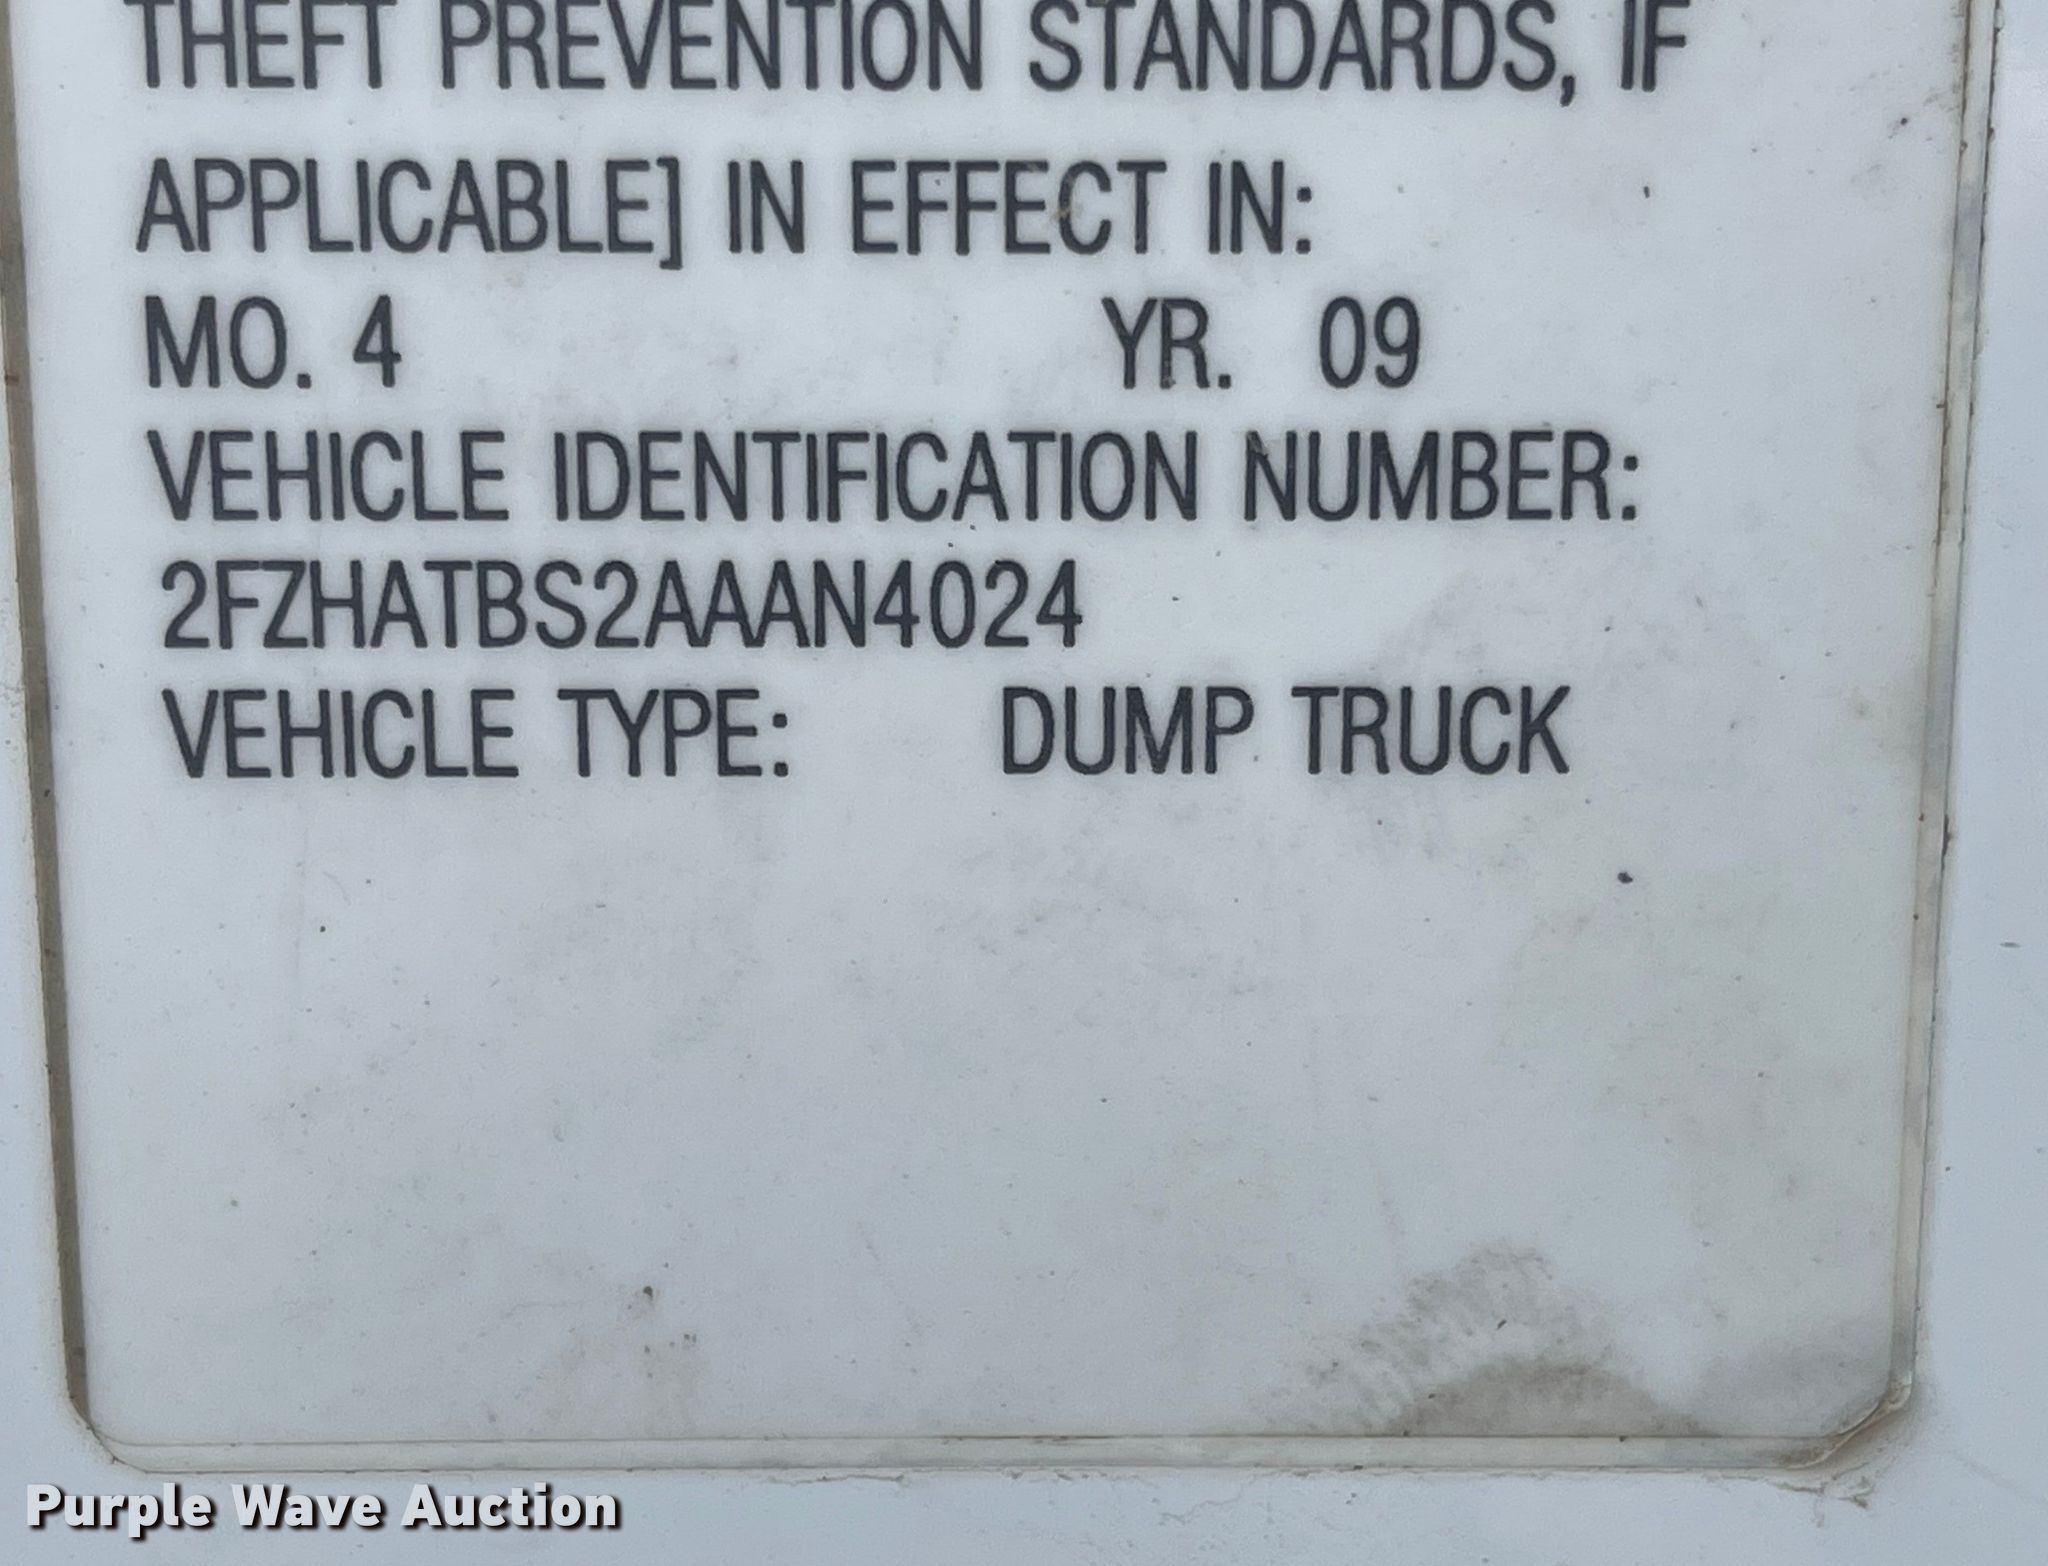 THEFT PREVENTION STANDARDS, IF
APPLICABLE] IN EFFECT IN:
MO. 4 YR. 09
VEHICLE IDENTIFICATION NUMBER:
2FZHATBS2AAAN4024
VEHICLE TYPE: DUMP TRUCK
Purple Wave Auction